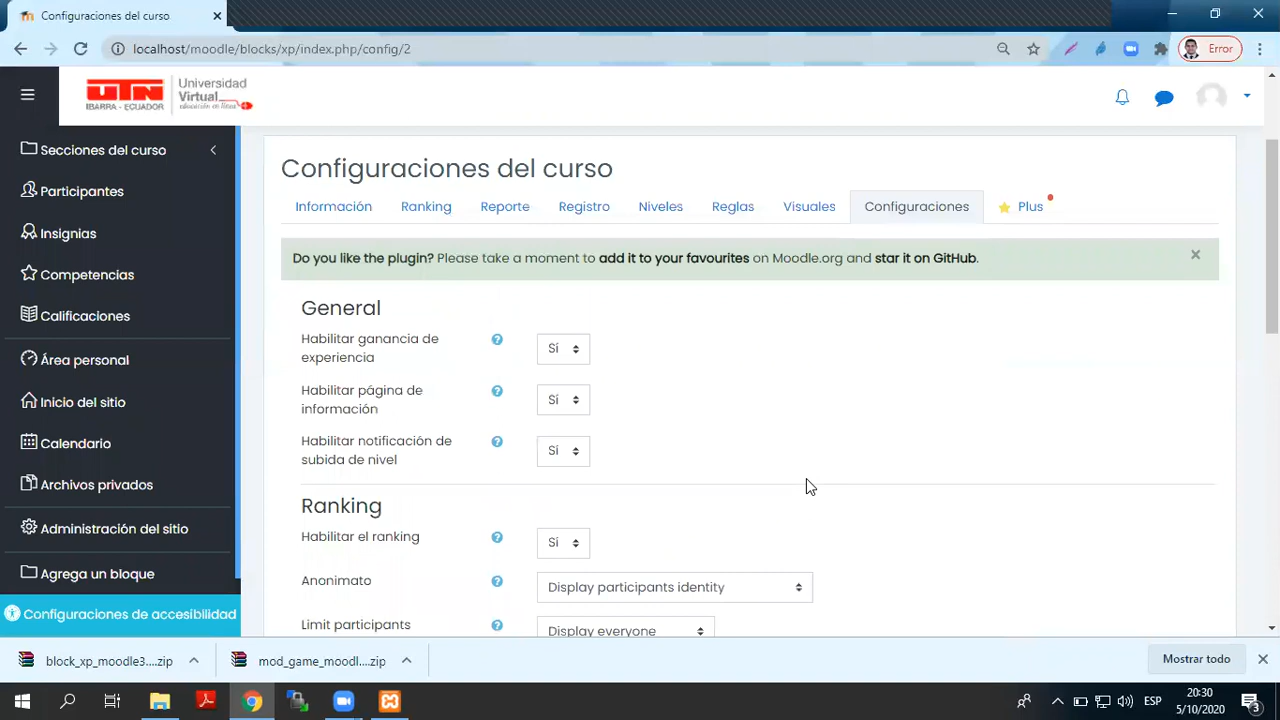 Configuraciones del curso
localhost/moodle/blocks/xp/index.php/config/2
Error
UTN
IBARRA - ECUADOR
Universidad
Virtual
educación en línea
Secciones del curso
Participantes
Insignias
Competencias
Calificaciones
Área personal
Inicio del sitio
Calendario
Archivos privados
Administración del sitio
Agrega un bloque
Configuraciones de accesibilidad
Configuraciones del curso
Información Ranking Reporte Registro Niveles Reglas Visuales Configuraciones Plus
Do you like the plugin? Please take a moment to add it to your favourites on Moodle.org and star it on GitHub.
General
Habilitar ganancia de
experiencia
Sí
Habilitar página de
información
Sí
Habilitar notificación de
subida de nivel
Sí
Ranking
Habilitar el ranking
Sí
Anonimato
Display participants identity
Limit participants
Display everyone
block_xp_moodle3....zip
mod_game_moodl....zip
Mostrar todo
ESP
20:30
5/10/2020
3